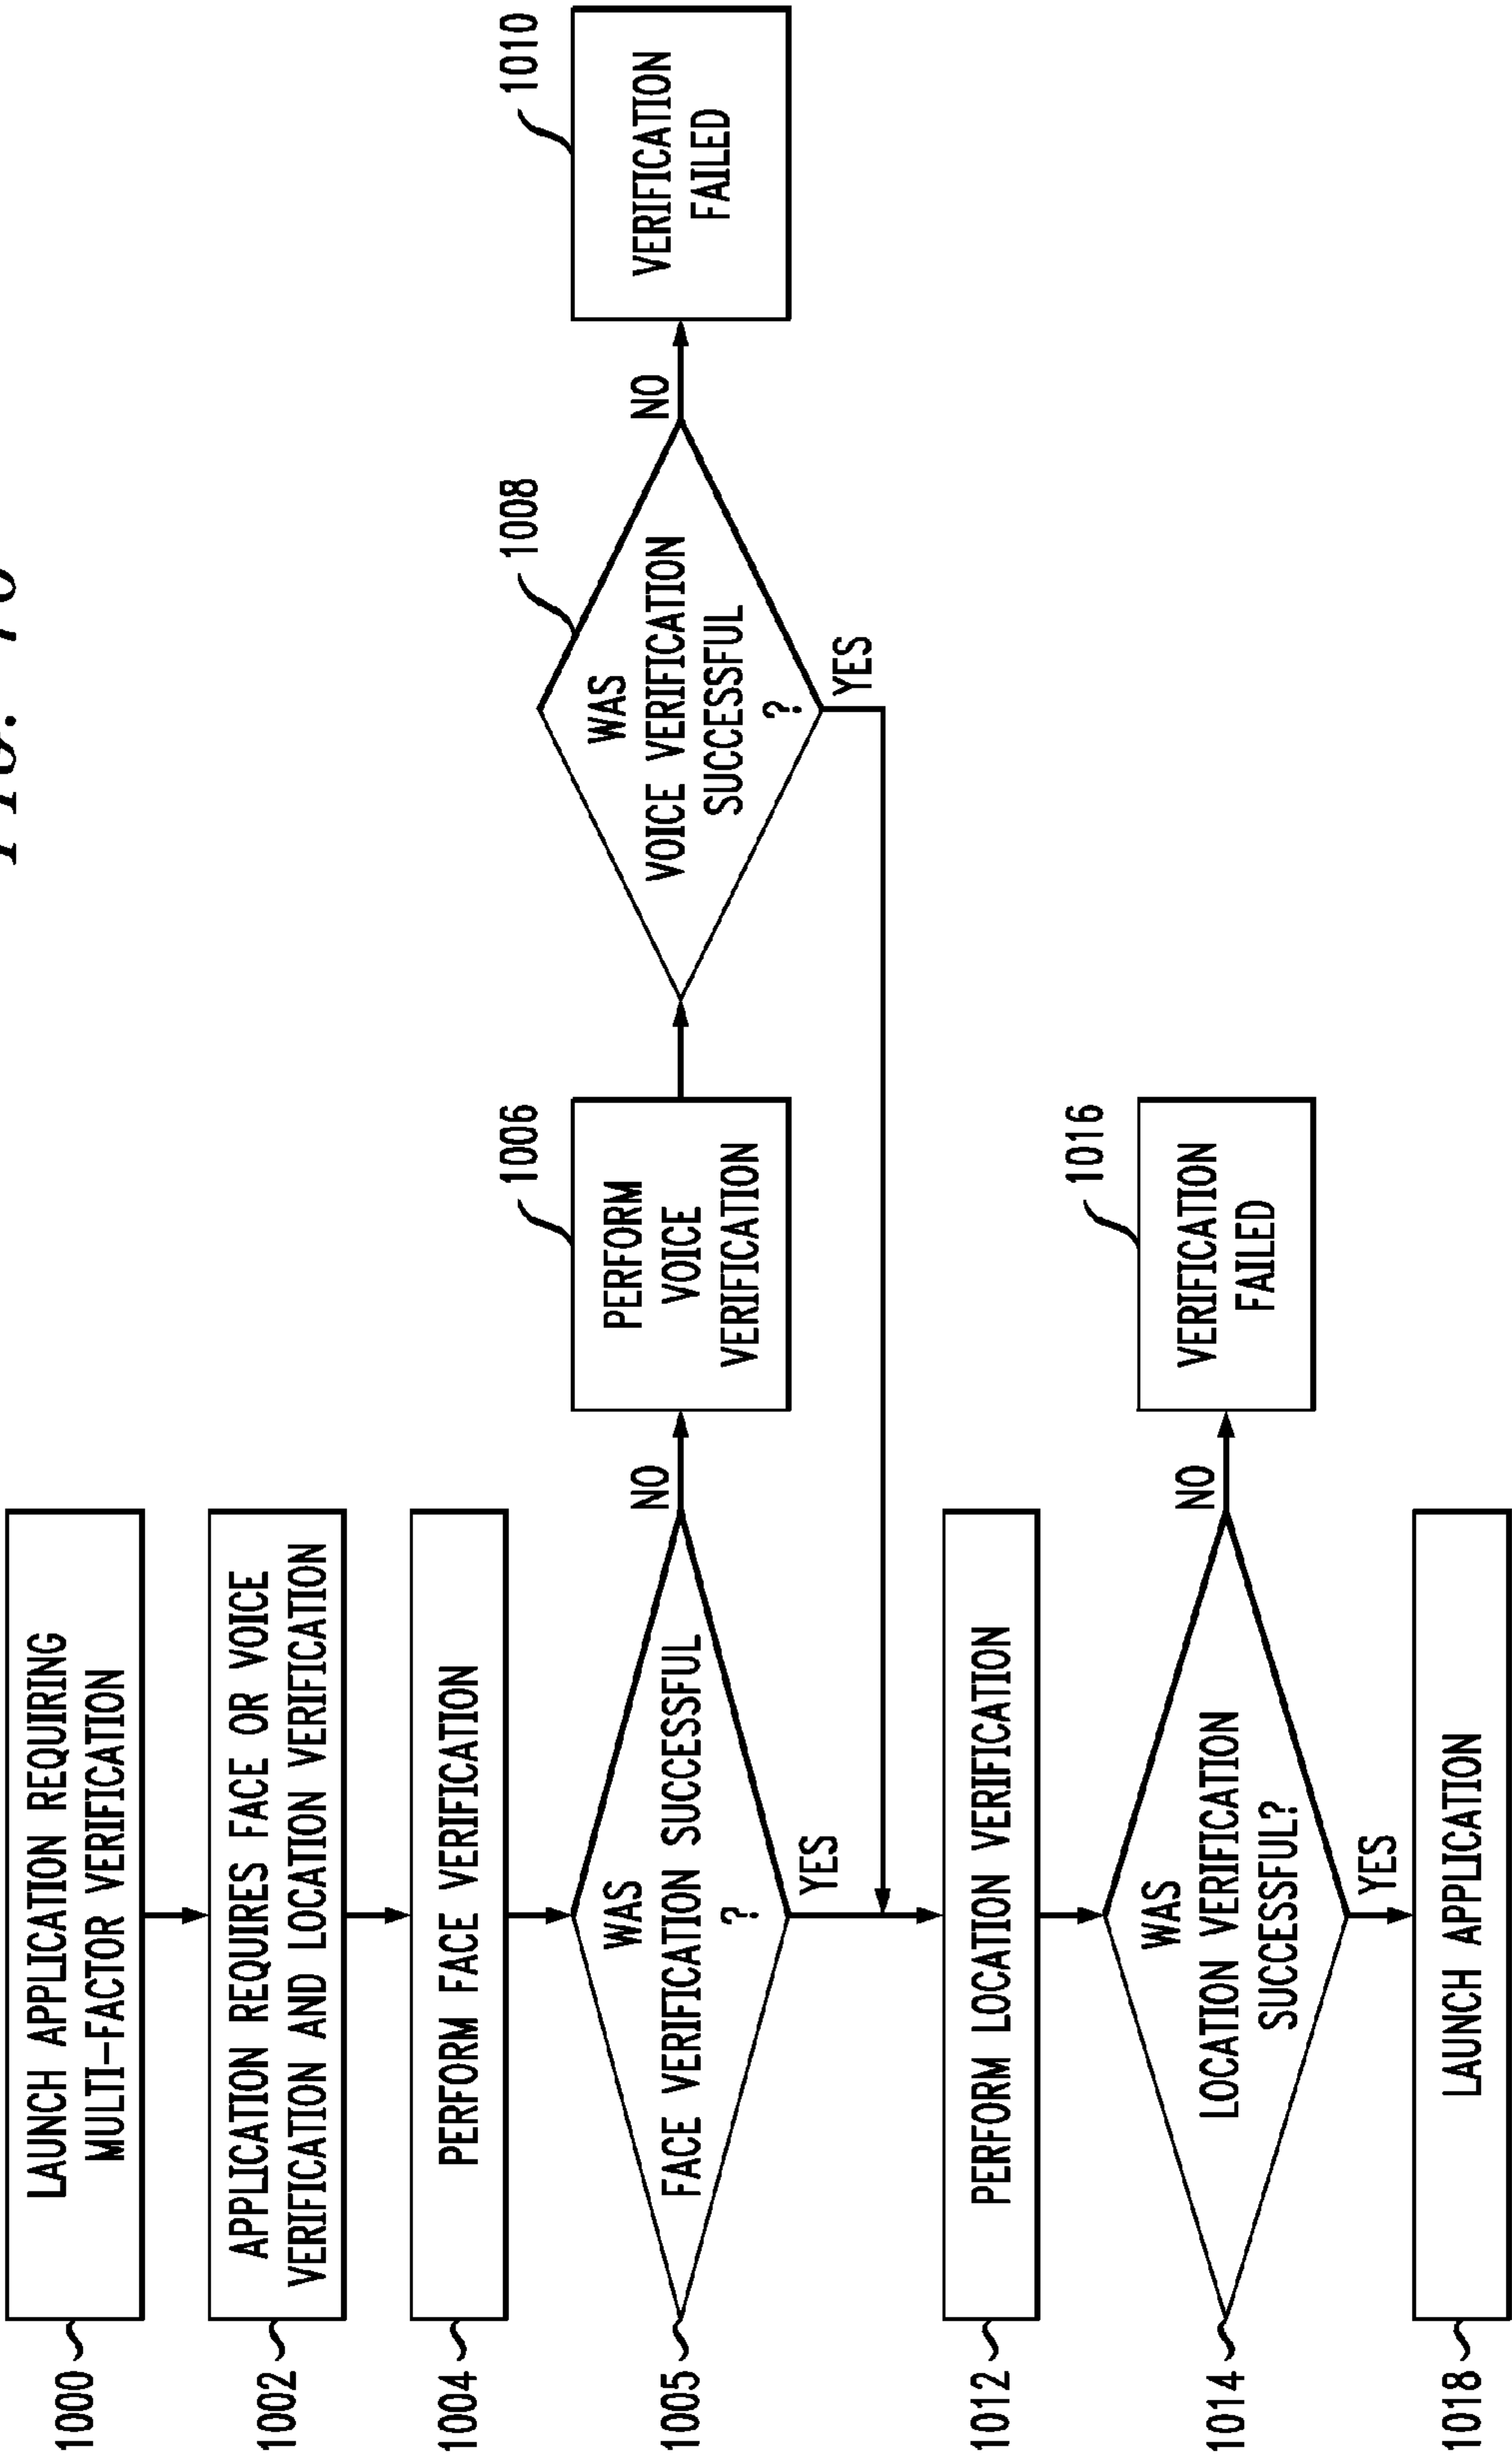 FIG. 10
1000
LAUNCH APPLICATION REQUIRING
MULTI-FACTOR VERIFICATION
1002
APPLICATION REQUIRES FACE OR VOICE
VERIFICATION AND LOCATION VERIFICATION
1004
PERFORM FACE VERIFICATION
1005
WAS
FACE VERIFICATION SUCCESSFUL
?
NO
YES
1006
PERFORM
VOICE
VERIFICATION
1008
WAS
VOICE VERIFICATION
SUCCESSFUL
?
NO
YES
1010
VERIFICATION
FAILED
1012
PERFORM LOCATION VERIFICATION
1014
WAS
LOCATION VERIFICATION
SUCCESSFUL?
NO
YES
1016
VERIFICATION
FAILED
1018
LAUNCH APPLICATION